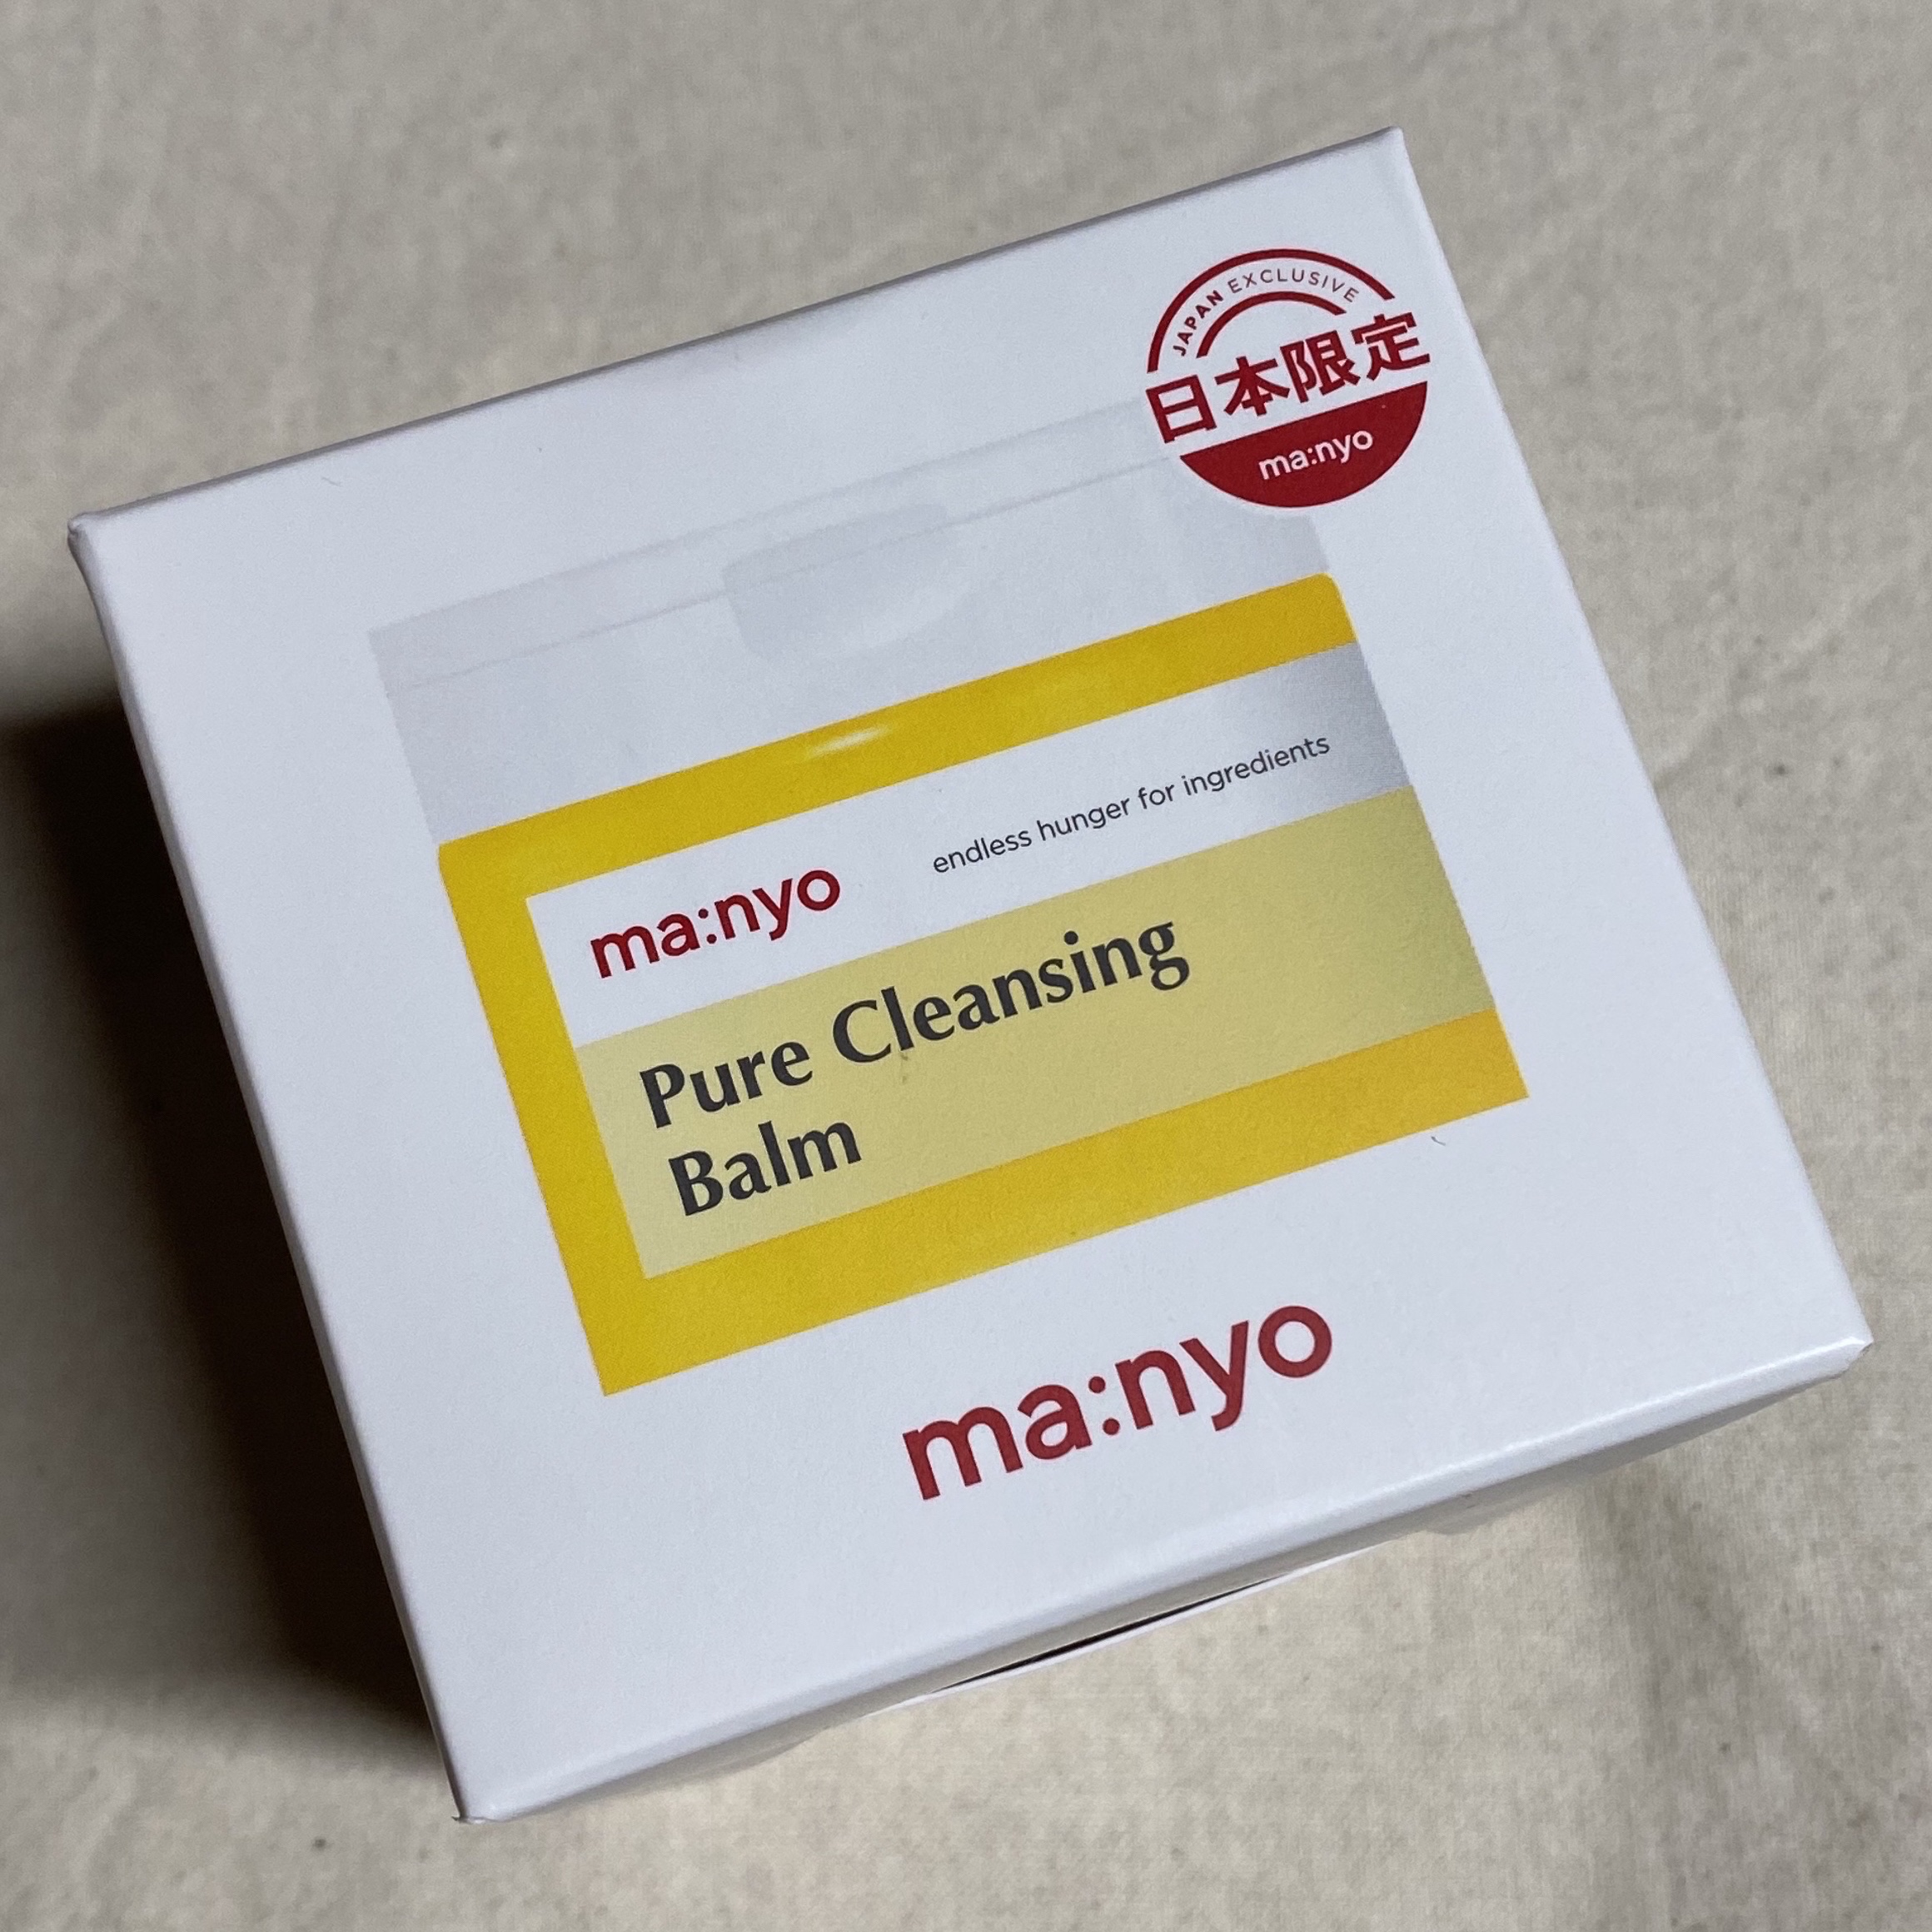 JAPAN EXCLUSIVE
日本限定
ma:nyo
ma:nyo endless hunger for ingredients
Pure Cleansing
Balm
ma:nyo